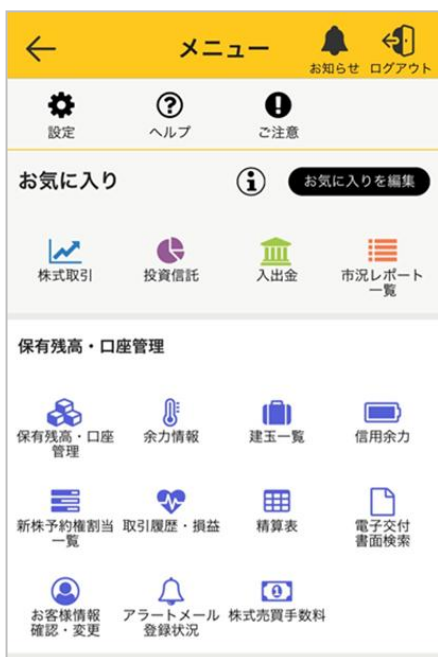 メニュー
お知らせ ログアウト
設定 ヘルプ ご注意
お気に入り お気に入りを編集
株式取引 投資信託 入出金 市況レポート
一覧
保有残高・口座管理
保有残高・口座 余力情報 建玉一覧 信用余力
管理
新株予約権割当 取引履歴・損益 精算表 電子交付
一覧 書面検索
お客様情報 アラートメール 株式売買手数料
確認・変更 登録状況